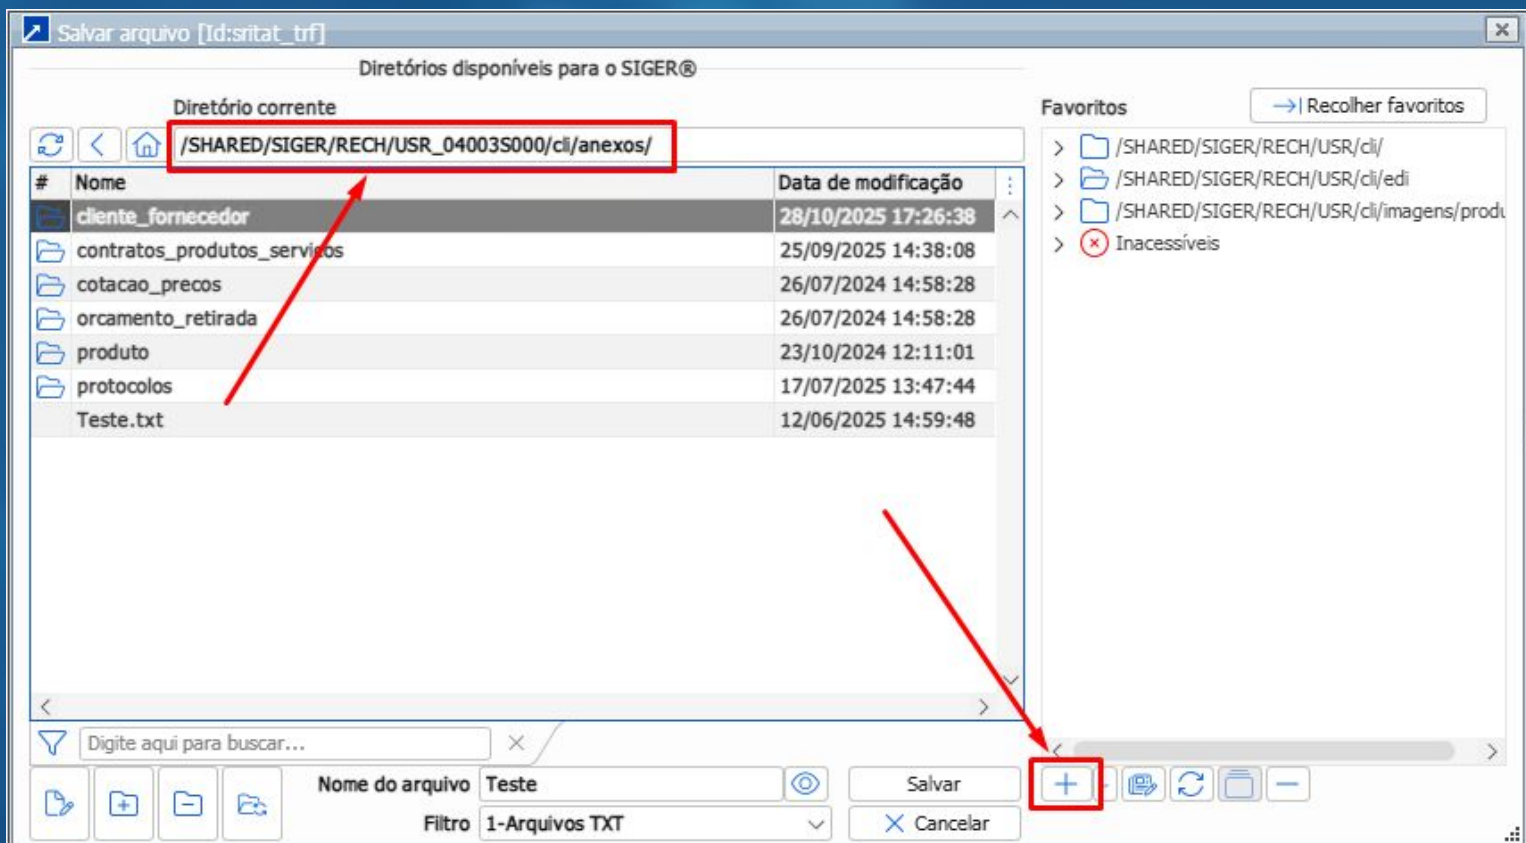 Salvar arquivo [Id:sritat_trf]
Diretórios disponíveis para o SIGER®
Diretório corrente
/SHARED/SIGER/RECH/USR_04003S000/cli/anexos/
# Nome Data de modificação
cliente_fornecedor 28/10/2025 17:26:38
contratos_produtos_servicos 25/09/2025 14:38:08
cotacao_precos 26/07/2024 14:58:28
orcamento_retirada 26/07/2024 14:58:28
produto 23/10/2024 12:11:01
protocolos 17/07/2025 13:47:44
Teste.txt 12/06/2025 14:59:48
Digite aqui para buscar...
Nome do arquivo Teste Salvar
Filtro 1-Arquivos TXT Cancelar
Favoritos Recolher favoritos
/SHARED/SIGER/RECH/USR/cli/
/SHARED/SIGER/RECH/USR/cli/edi
/SHARED/SIGER/RECH/USR/cli/imagens/produ
Inacessíveis